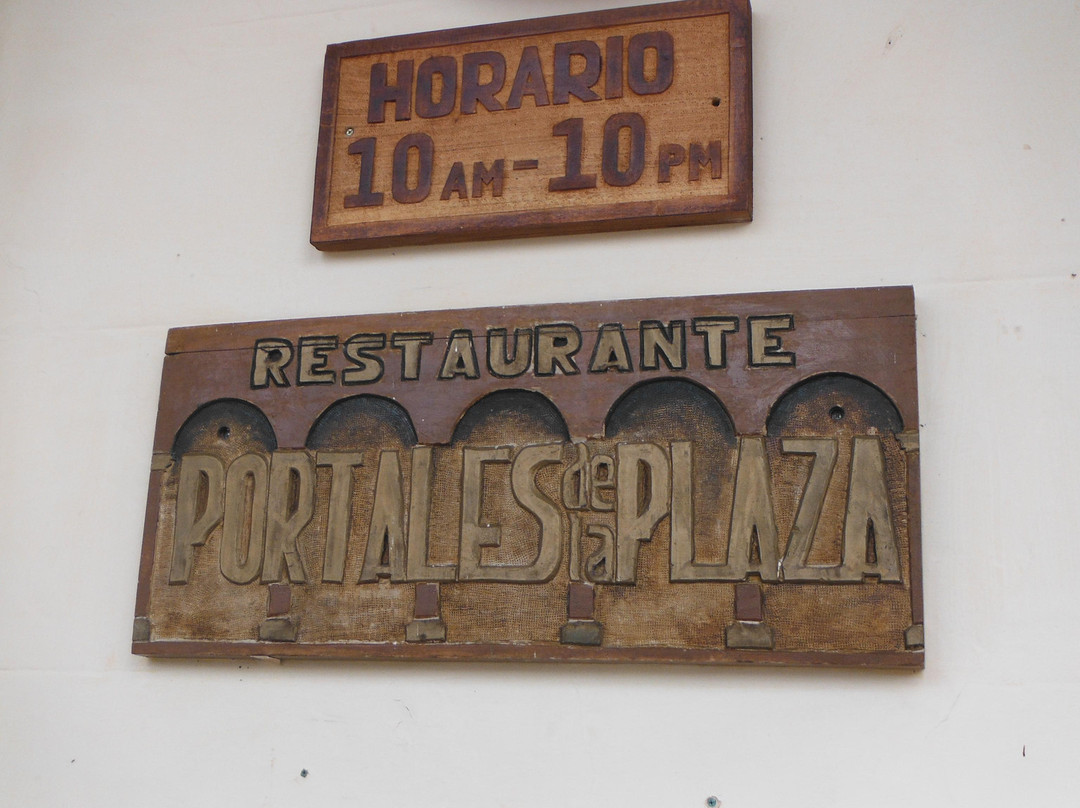 HORARIO
10 AM - 10 PM
RESTAURANTE
PORTALES de la PLAZA